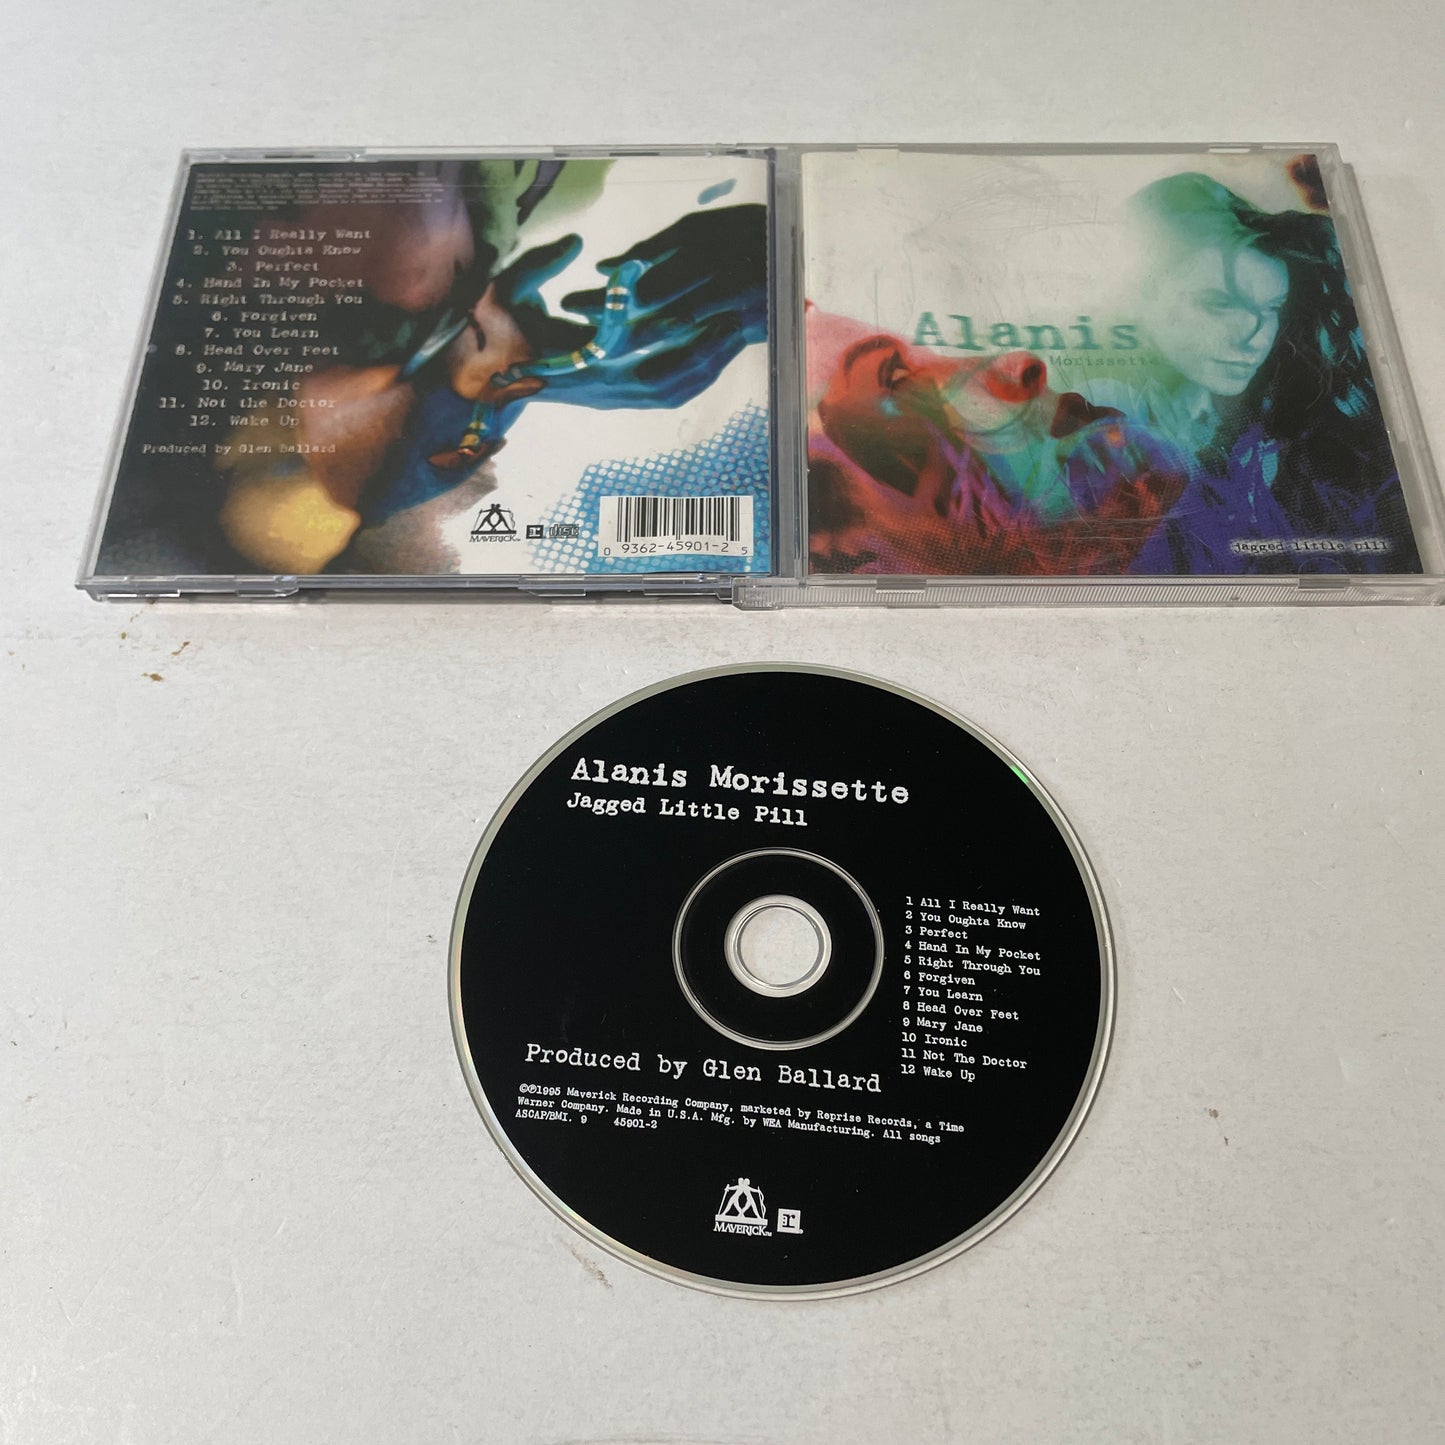 1. All I Really Want
2. You Oughta Know
3. Perfect
4. Hand In My Pocket
5. Right Through You
6. Forgiven
7. You Learn
8. Head Over Feet
9. Mary Jane
10. Ironic
11. Not the Doctor
12. Wake Up
Produced by Glen Ballard
MAVERICK™
disc
0 9362-45901-2 5
Alanis
Morissette
jagged little pill
Alanis Morissette
Jagged Little Pill
1 All I Really Want
2 You Oughta Know
3 Perfect
4 Hand In My Pocket
5 Right Through You
6 Forgiven
7 You Learn
8 Head Over Feet
9 Mary Jane
10 Ironic
11 Not The Doctor
12 Wake Up
Produced by Glen Ballard
©℗1995 Maverick Recording Company, marketed by Reprise Records, a Time
Warner Company. Made in U.S.A. Mfg. by WEA Manufacturing. All songs
ASCAP/BMI. 9 45901-2
MAVERICK™ r